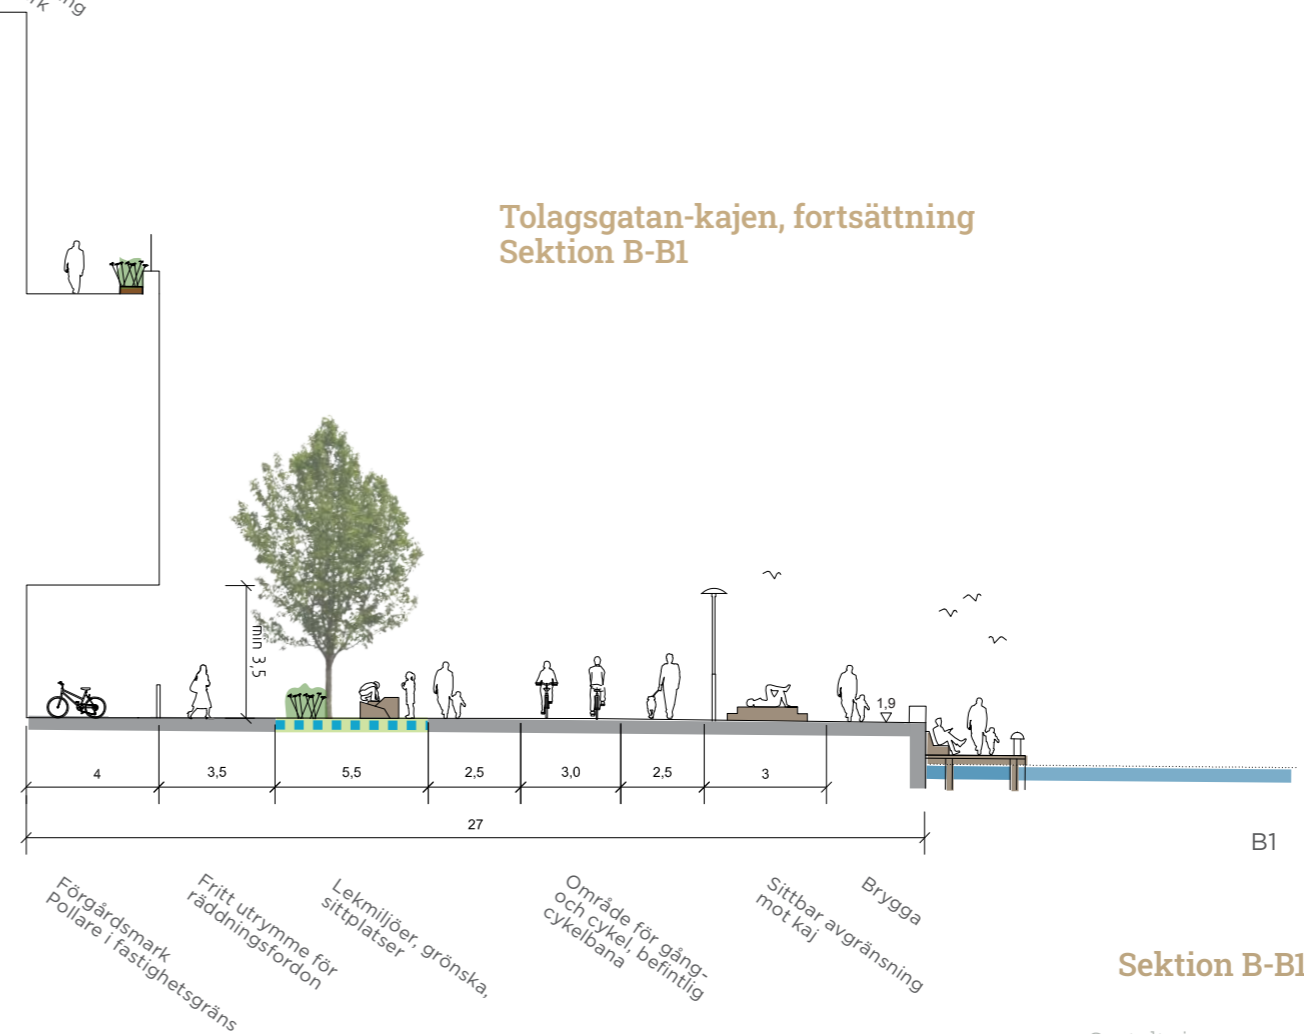 Tolagsgatan-kajen, fortsättning
Sektion B-B1
min 3,5
1,9
4
3,5
5,5
2,5
3,0
2,5
3
27
B1
Förgårdsmark
Pollare i fastighetsgräns
Fritt utrymme för
räddningsfordon
Lekmiljöer, grönska,
sittplatser
Område för gång-
och cykel, befintlig
cykelbana
Sittbar avgränsning
mot kaj
Brygga
Sektion B-B1